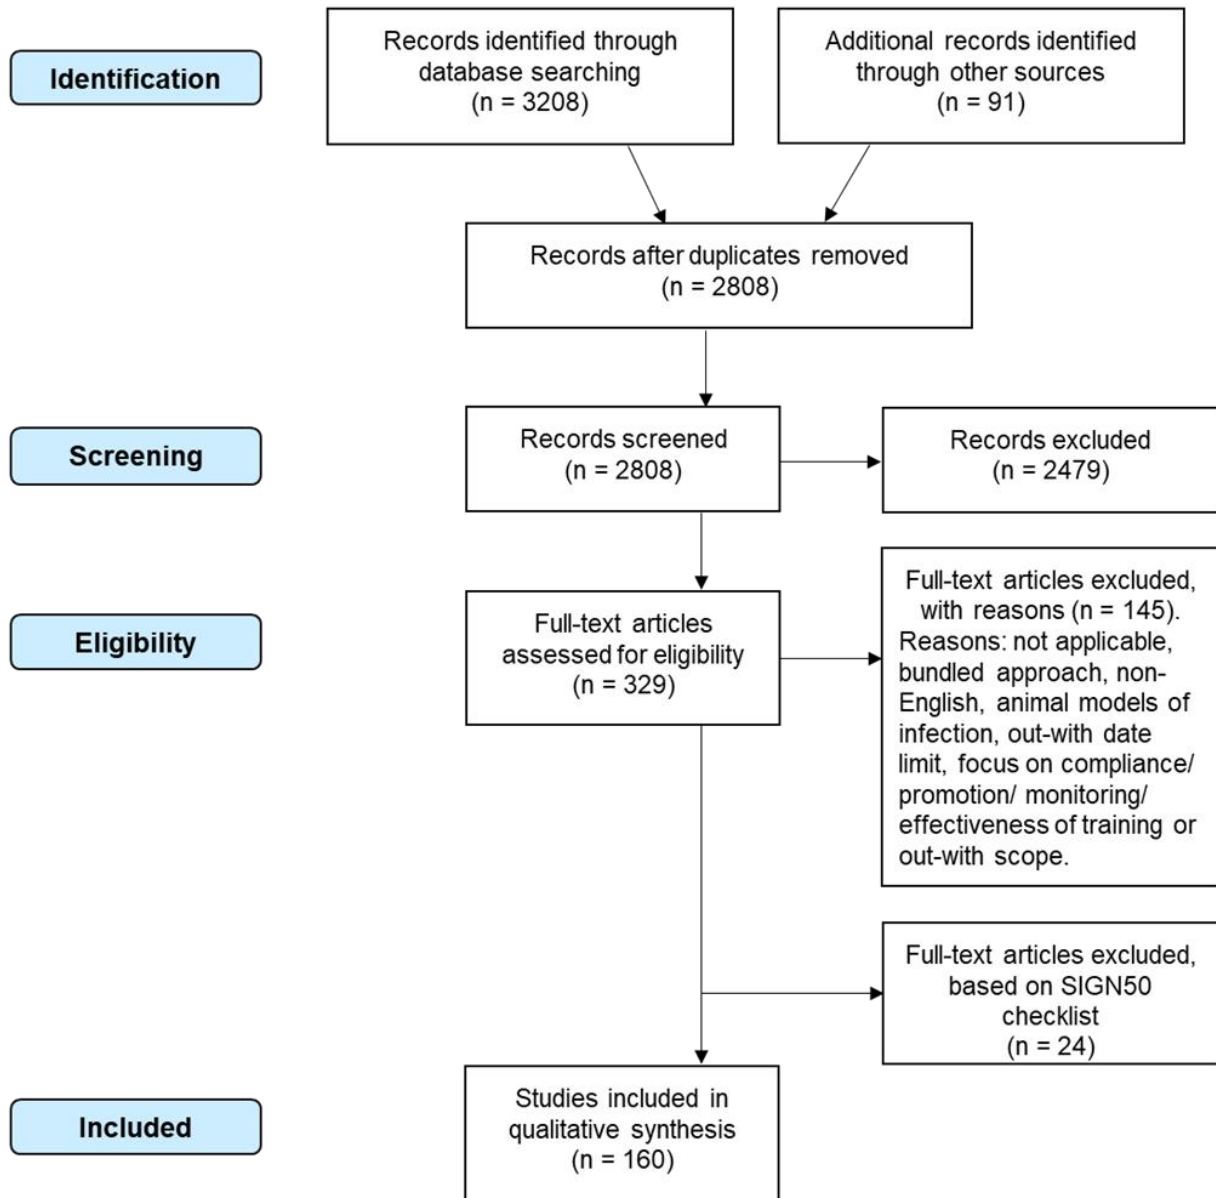 Identification
Records identified through
database searching
(n = 3208)
Additional records identified
through other sources
(n = 91)
Records after duplicates removed
(n = 2808)
Screening
Records screened
(n = 2808)
Records excluded
(n = 2479)
Eligibility
Full-text articles
assessed for eligibility
(n = 329)
Full-text articles excluded,
with reasons (n = 145).
Reasons: not applicable,
bundled approach, non-
English, animal models of
infection, out-with date
limit, focus on compliance/
promotion/ monitoring/
effectiveness of training or
out-with scope.
Full-text articles excluded,
based on SIGN50
checklist
(n = 24)
Included
Studies included in
qualitative synthesis
(n = 160)